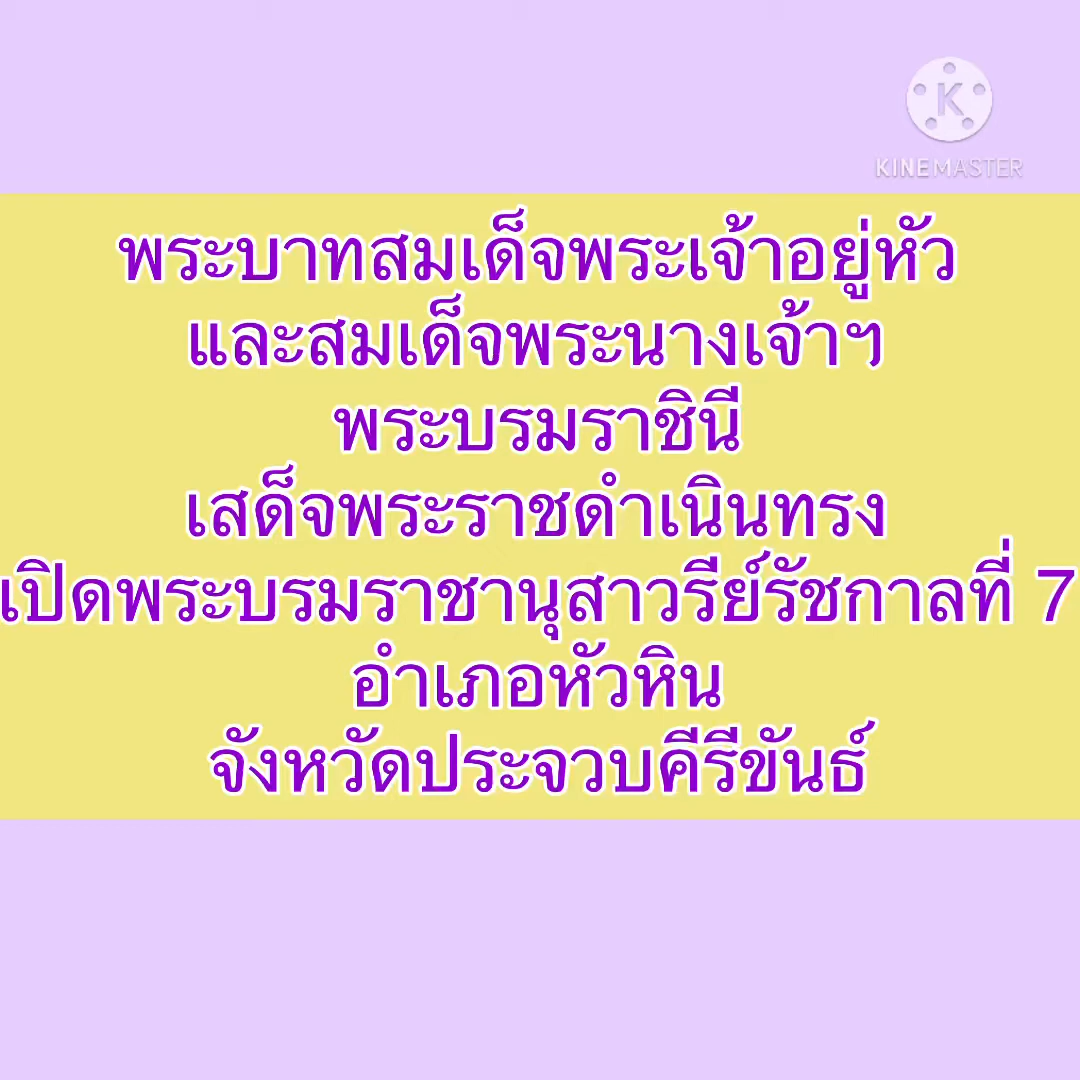 KINEMASTER
พระบาทสมเด็จพระเจ้าอยู่หัว
และสมเด็จพระนางเจ้าฯ
พระบรมราชินี
เสด็จพระราชดำเนินทรง
เปิดพระบรมราชานุสาวรีย์รัชกาลที่ 7
อำเภอหัวหิน
จังหวัดประจวบคีรีขันธ์